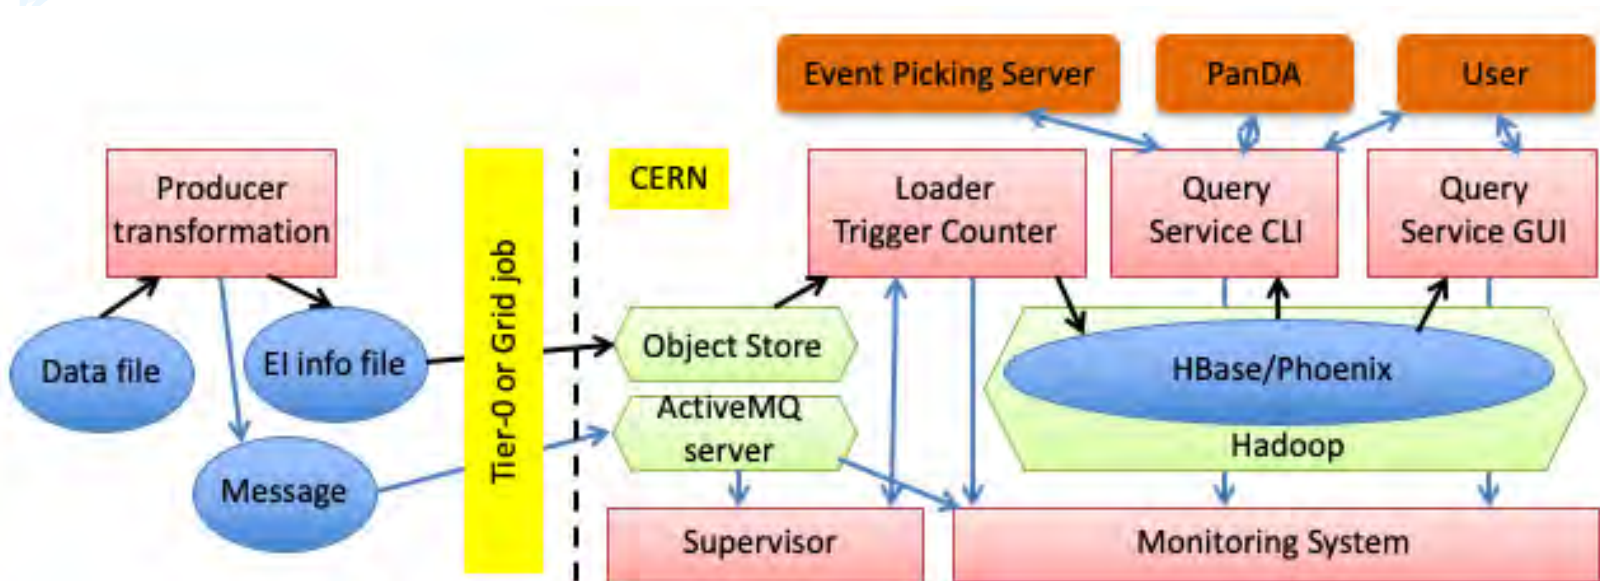 Event Picking Server
PanDA
User
Producer
transformation
CERN
Loader
Trigger Counter
Query
Service CLI
Query
Service GUI
Tier-0 or Grid job
Data file
EI info file
Object Store
HBase/Phoenix
ActiveMQ
server
Hadoop
Message
Supervisor
Monitoring System